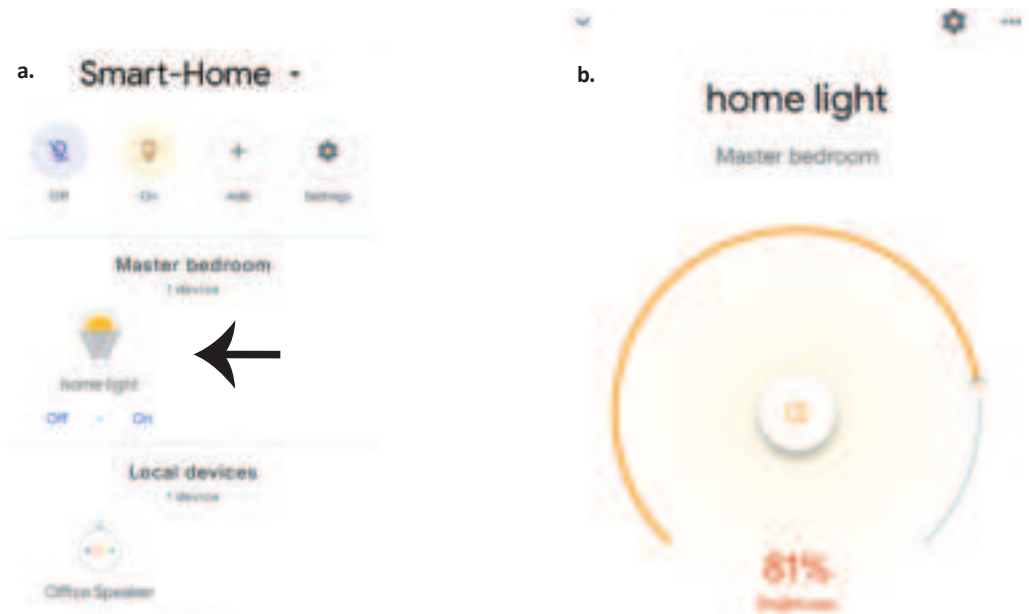 a.
Smart-Home
Off On Add Settings
Master bedroom
1 device
home light
Off On
Local devices
1 device
Office Speaker
b.
home light
Master bedroom
81%
Brightness